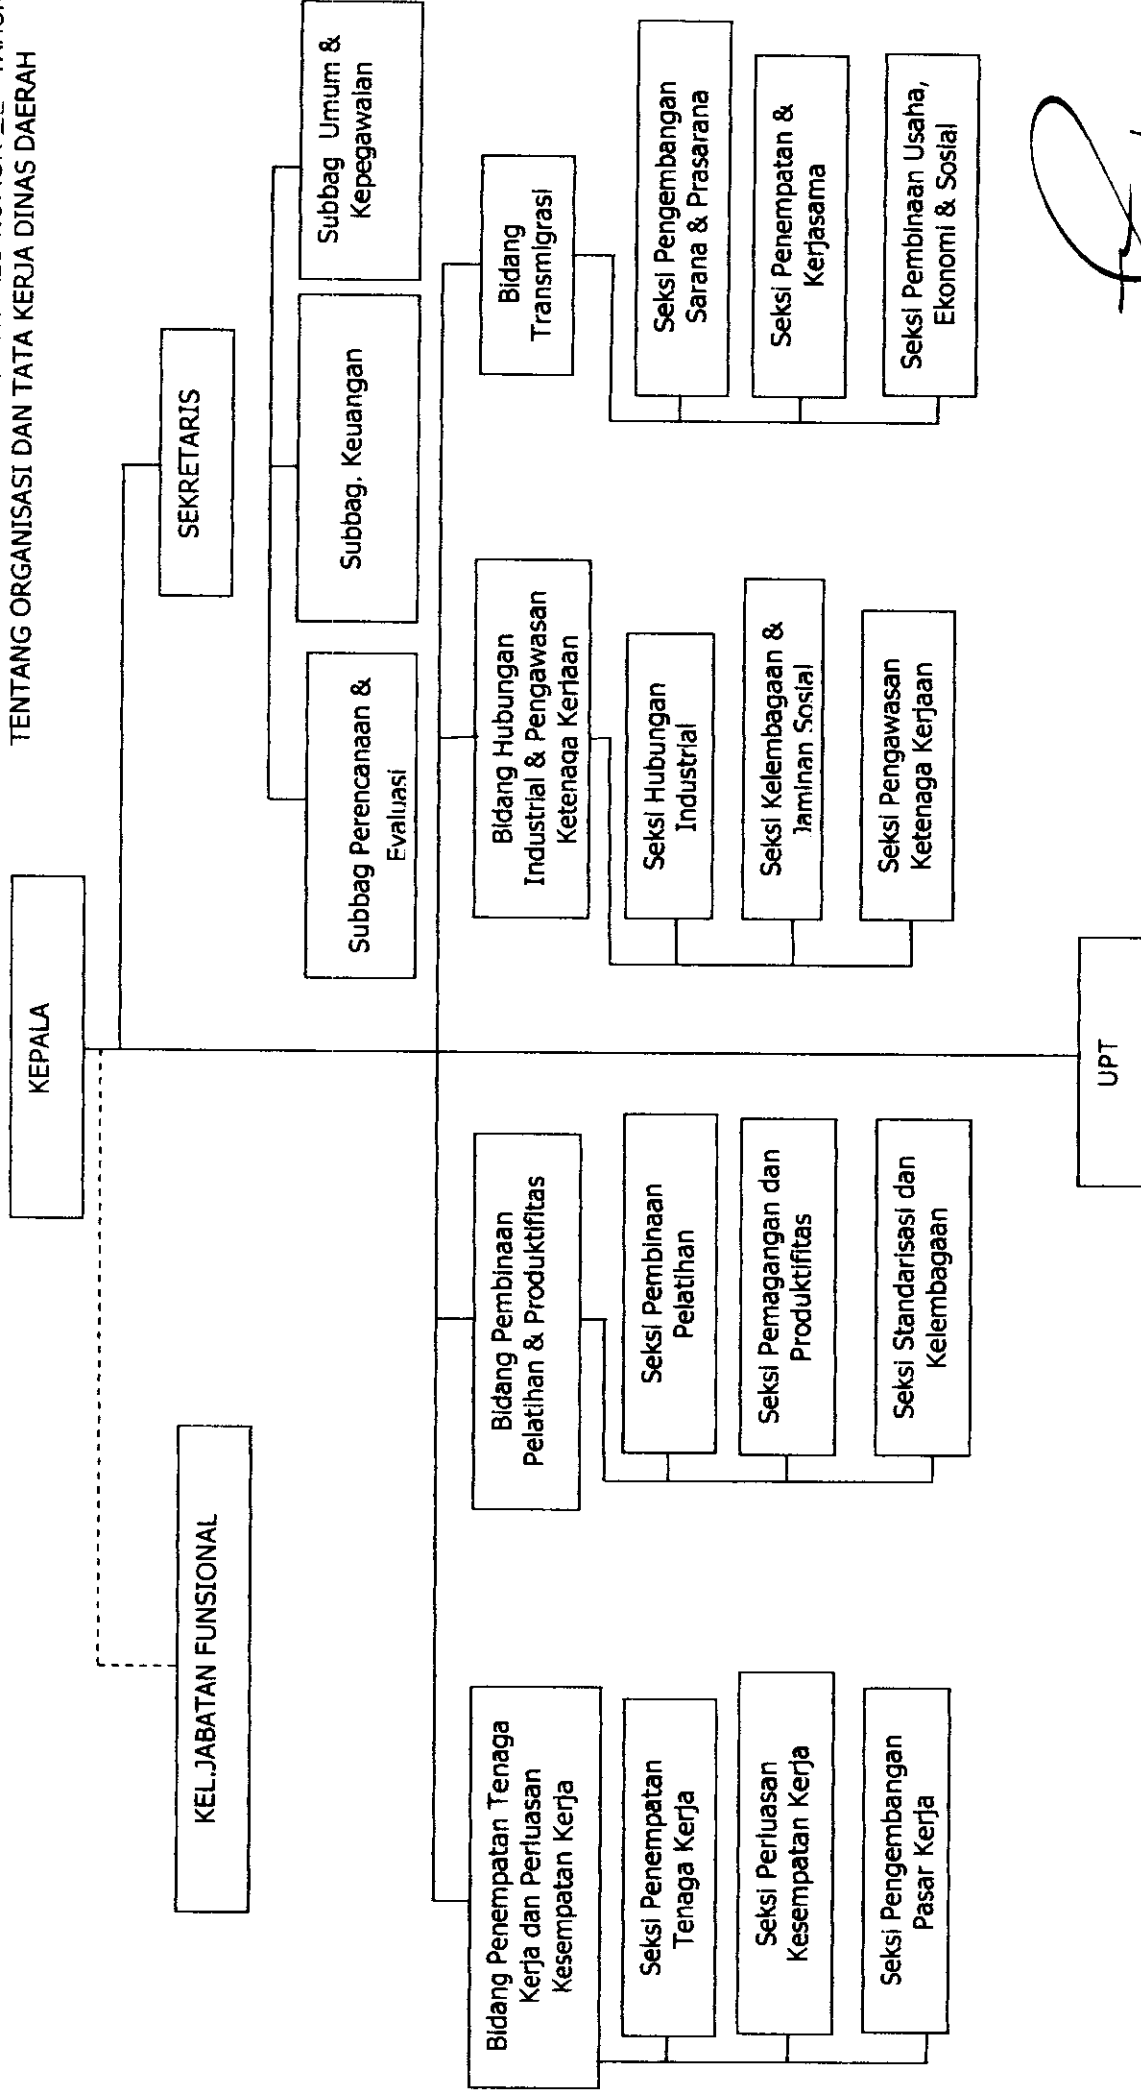 TENTANG ORGANISASI DAN TATA KERJA DINAS DAERAH
KEPALA
SEKRETARIS
KEL.JABATAN FUNSIONAL
Subbag Perencanaan &
Evaluasi
Subbag. Keuangan
Subbag Umum &
Kepegawaian
Bidang Penempatan Tenaga
Kerja dan Perluasan
Kesempatan Kerja
Seksi Penempatan
Tenaga Kerja
Seksi Perluasan
Kesempatan Kerja
Seksi Pengembangan
Pasar Kerja
Bidang Pembinaan
Pelatihan & Produktifitas
Seksi Pembinaan
Pelatihan
Seksi Pemagangan dan
Produktifitas
Seksi Standarisasi dan
Kelembagaan
Bidang Hubungan
Industrial & Pengawasan
Ketenaga Kerjaan
Seksi Hubungan
Industrial
Seksi Kelembagaan &
Jaminan Sosial
Seksi Pengawasan
Ketenaga Kerjaan
Bidang
Transmigrasi
Seksi Pengembangan
Sarana & Prasarana
Seksi Penempatan &
Kerjasama
Seksi Pembinaan Usaha,
Ekonomi & Sosial
UPT